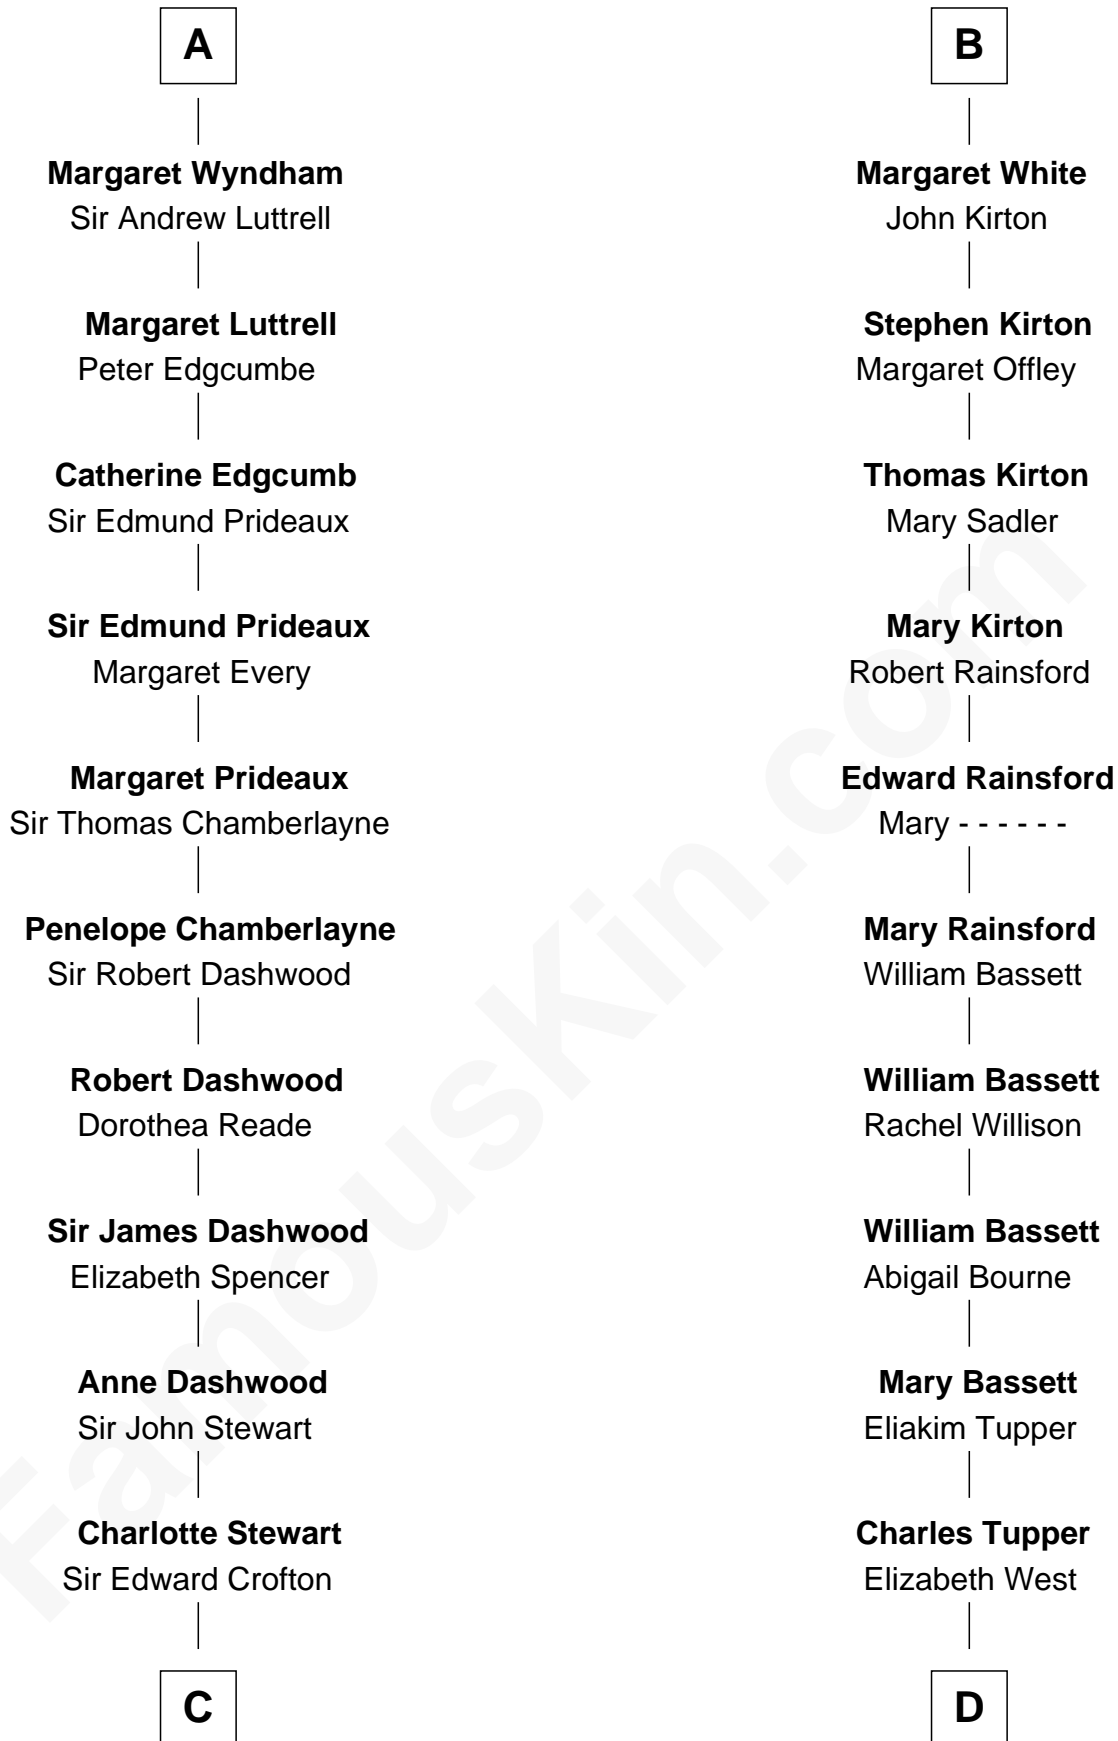 A
Margaret Wyndham
Sir Andrew Luttrell
Margaret Luttrell
Peter Edgcumbe
Catherine Edgcumb
Sir Edmund Prideaux
Sir Edmund Prideaux
Margaret Every
Margaret Prideaux
Sir Thomas Chamberlayne
Penelope Chamberlayne
Sir Robert Dashwood
Robert Dashwood
Dorothea Reade
Sir James Dashwood
Elizabeth Spencer
Anne Dashwood
Sir John Stewart
Charlotte Stewart
Sir Edward Crofton
C
B
Margaret White
John Kirton
Stephen Kirton
Margaret Offley
Thomas Kirton
Mary Sadler
Mary Kirton
Robert Rainsford
Edward Rainsford
Mary - - - - - -
Mary Rainsford
William Bassett
William Bassett
Rachel Willison
William Bassett
Abigail Bourne
Mary Bassett
Eliakim Tupper
Charles Tupper
Elizabeth West
D
FamousKin.com